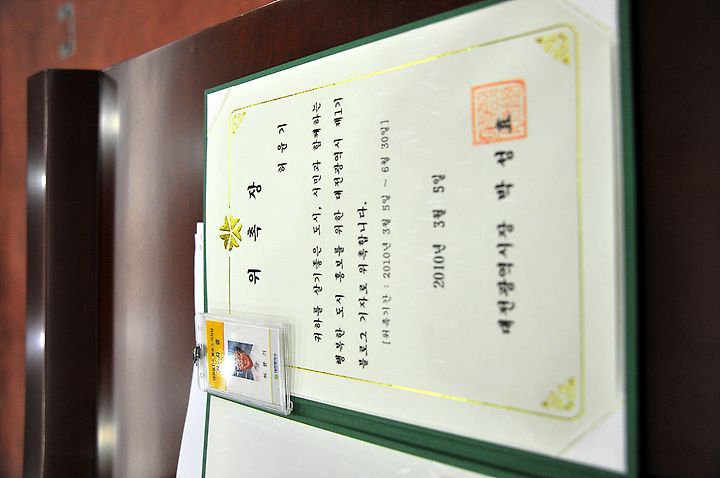 위 촉 장
허 윤 기
귀하를 살기좋은 도시, 시민과 함께하는
행복한 도시 홍보를 위한 대전광역시 제1기
블로그 기자로 위촉합니다.
[위촉기간 : 2010년 3월 5일 ~ 6월 30일]
2010년 3월 5일
대전광역시장 박 성 효
허 윤 기